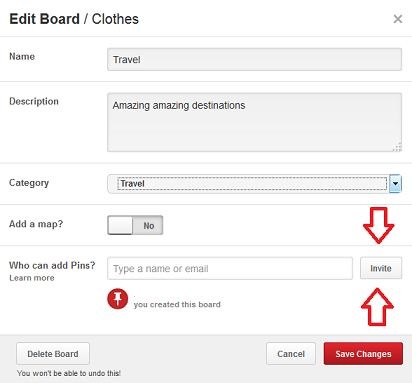 Edit Board / Clothes
Name
Travel
Description
Amazing amazing destinations
Category
Travel
Add a map?
No
Who can add Pins?
Type a name or email
Invite
Learn more
you created this board
Delete Board
Cancel
Save Changes
You won't be able to undo this!